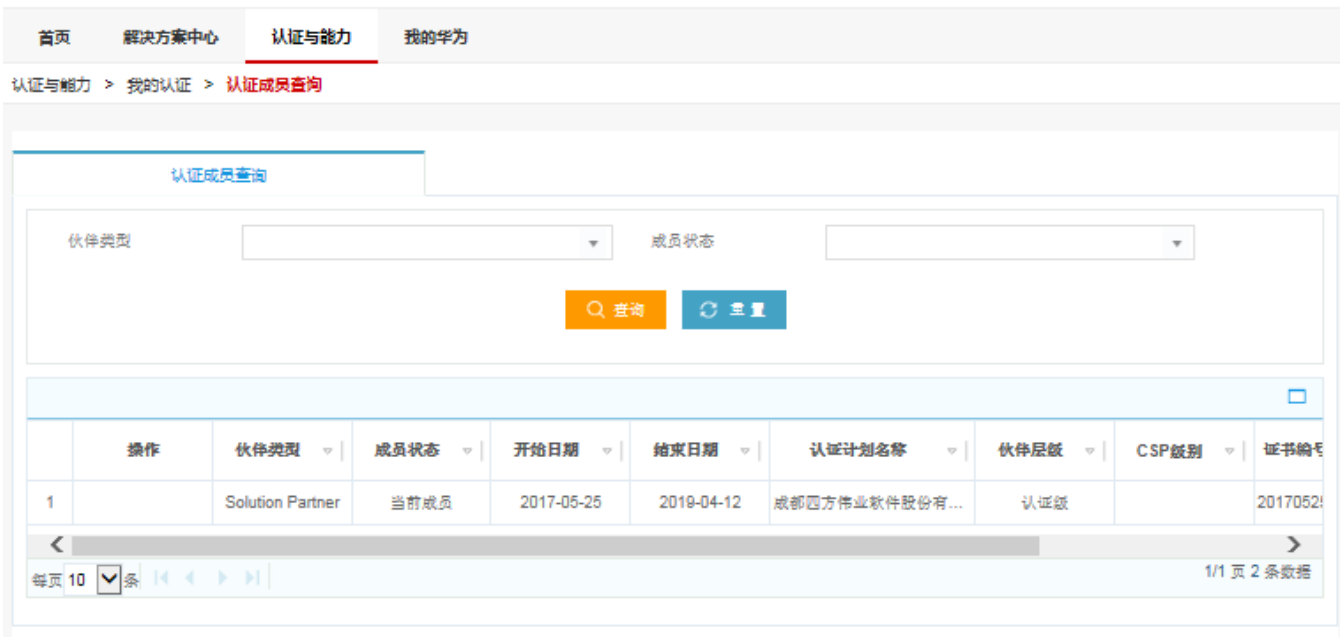 首页 解决方案中心 认证与能力 我的华为
认证与能力 > 我的认证 > 认证成员查询
认证成员查询
伙伴类型 成员状态
查询 重置
操作 伙伴类型 成员状态 开始日期 结束日期 认证计划名称 伙伴层级 CSP级别 证书编号
1 Solution Partner 当前成员 2017-05-25 2019-04-12 成都四方伟业软件股份有... 认证级 2017052
每页 10 条 1/1 页 2 条数据